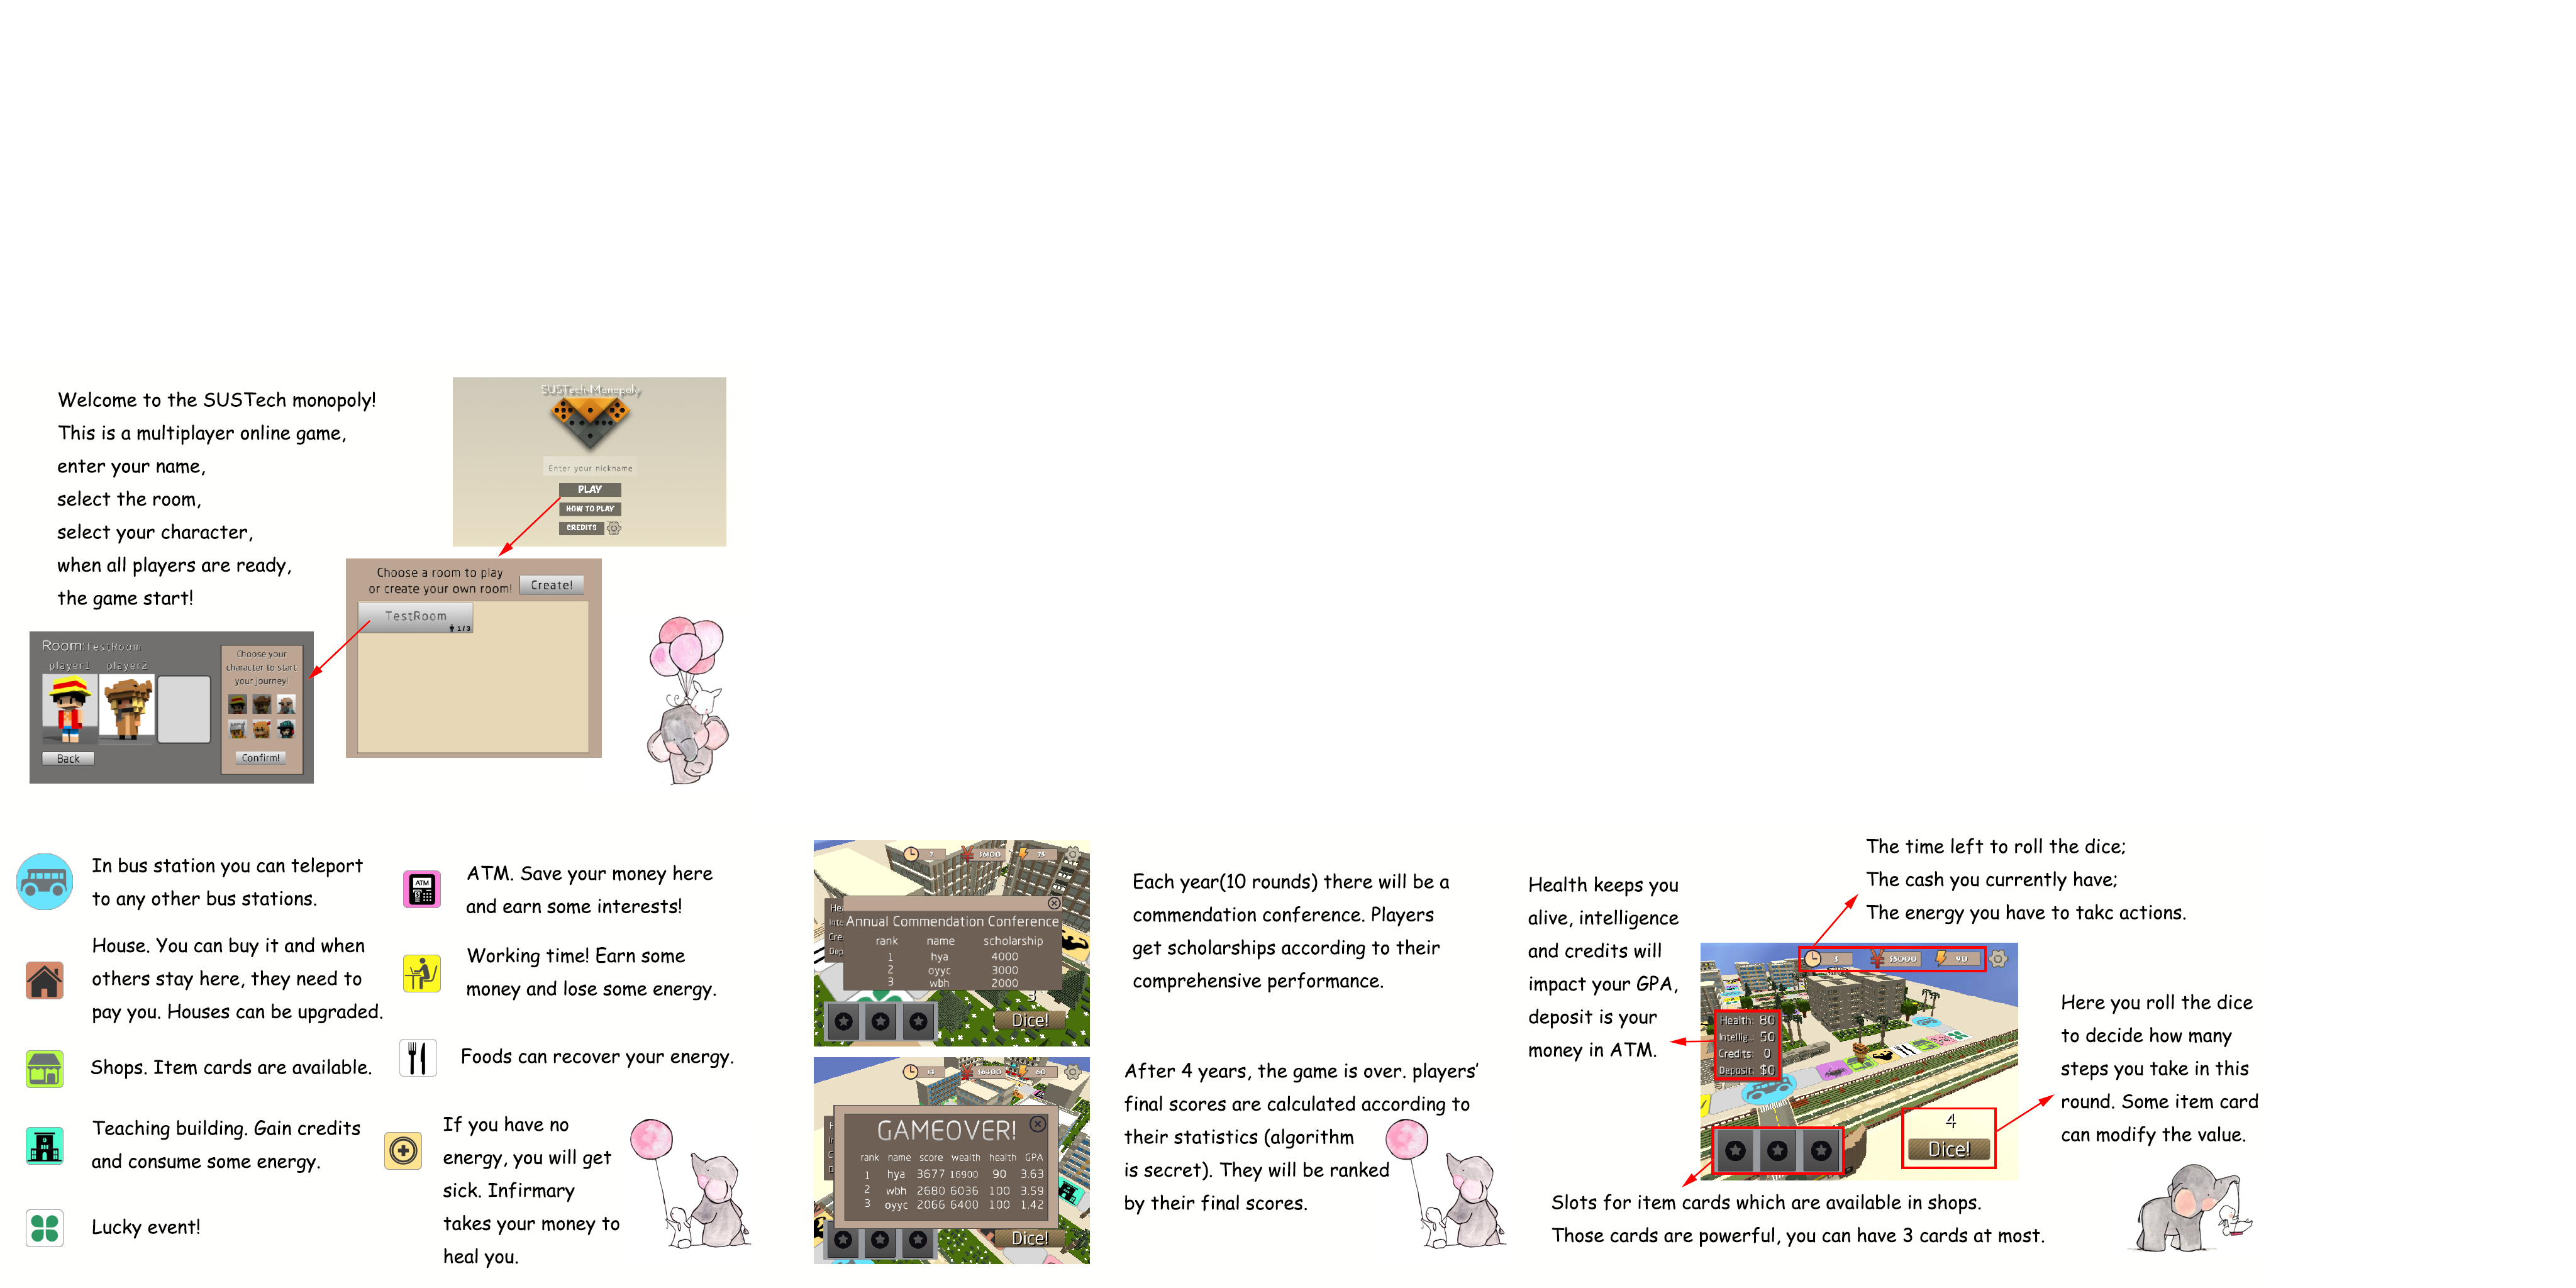 Welcome to the SUSTech monopoly!
This is a multiplayer online game,
enter your name,
select the room,
select your character,
when all players are ready,
the game start!
SUSTech-Monopoly
Enter your nickname
PLAY
HOW TO PLAY
CREDITS
Choose a room to play
or create your own room!
Create!
TestRoom
1/3
Room:TestRoom
player1 player2
Choose your
character to start
your journey!
Back
Confirm!
In bus station you can teleport
to any other bus stations.
House. You can buy it and when
others stay here, they need to
pay you. Houses can be upgraded.
Shops. Item cards are available.
Teaching building. Gain credits
and consume some energy.
Lucky event!
ATM
ATM. Save your money here
and earn some interests!
Working time! Earn some
money and lose some energy.
Foods can recover your energy.
If you have no
energy, you will get
sick. Infirmary
takes your money to
heal you.
2
75
Annual Commendation Conference
rank name scholarship
1 hya 4000
2 oyyc 3000
3 wbh 2000
Dice!
Each year(10 rounds) there will be a
commendation conference. Players
get scholarships according to their
comprehensive performance.
$6400 60
GAMEOVER!
rank name score wealth health GPA
1 hya 3677 16900 90 3.63
2 wbh 2680 6036 100 3.59
3 oyyc 2066 6400 100 1.42
Dice!
After 4 years, the game is over. players'
final scores are calculated according to
their statistics (algorithm
is secret). They will be ranked
by their final scores.
Health keeps you
alive, intelligence
and credits will
impact your GPA,
deposit is your
money in ATM.
The time left to roll the dice;
The cash you currently have;
The energy you have to takc actions.
3 $5000 90
Health: 80
Intellig... 50
Credits: 0
Deposit: $0
4
Dice!
Here you roll the dice
to decide how many
steps you take in this
round. Some item card
can modify the value.
Slots for item cards which are available in shops.
Those cards are powerful, you can have 3 cards at most.